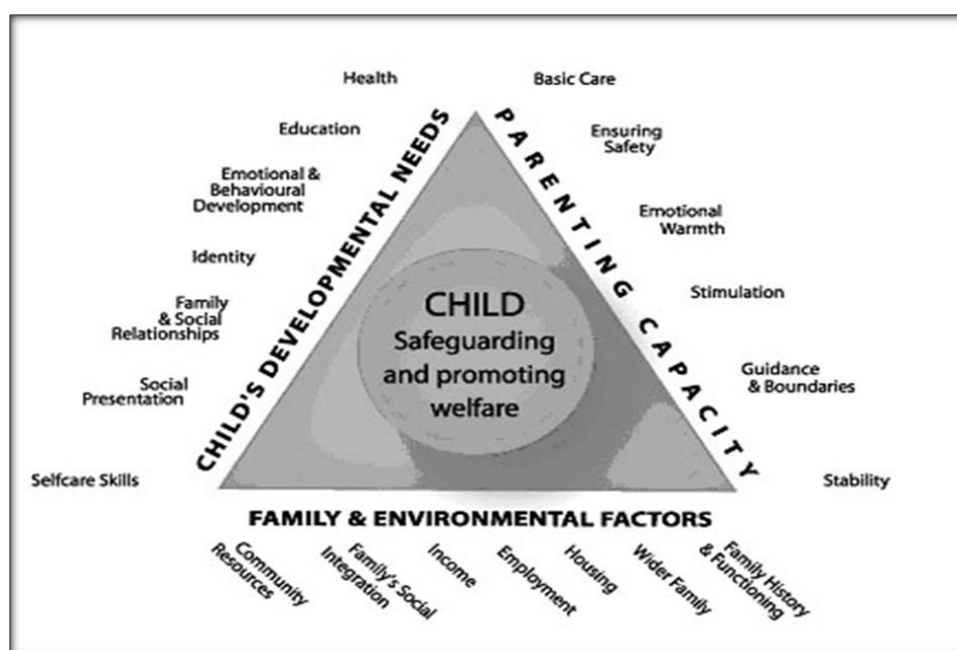 Health
Education
Emotional &
Behavioural
Development
Identity
Family
& Social
Relationships
Social
Presentation
Selfcare Skills
CHILD'S DEVELOPMENTAL NEEDS
CHILD
Safeguarding
and promoting
welfare
PARENTING CAPACITY
Basic Care
Ensuring
Safety
Emotional
Warmth
Stimulation
Guidance
& Boundaries
Stability
FAMILY & ENVIRONMENTAL FACTORS
Community
Resources
Family's Social
Integration
Income
Employment
Housing
Wider Family
Family History
& Functioning